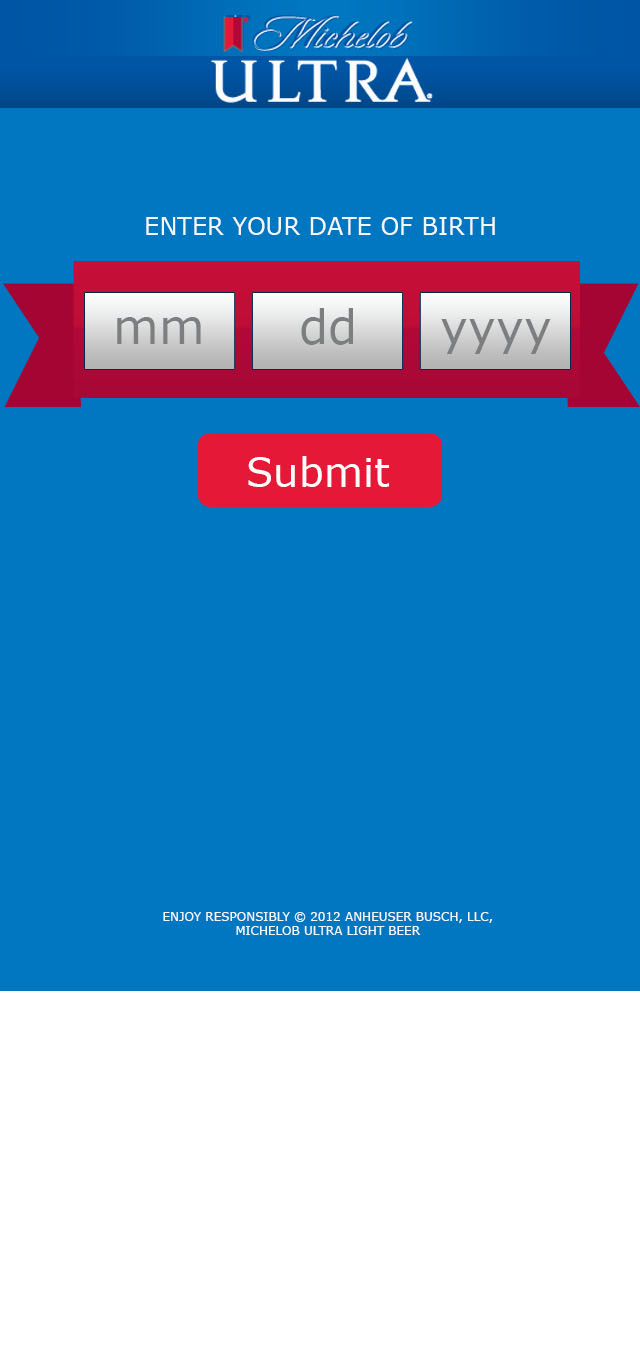 Michelob
ULTRA®
ENTER YOUR DATE OF BIRTH
mm dd yyyy
Submit
ENJOY RESPONSIBLY © 2012 ANHEUSER BUSCH, LLC,
MICHELOB ULTRA LIGHT BEER